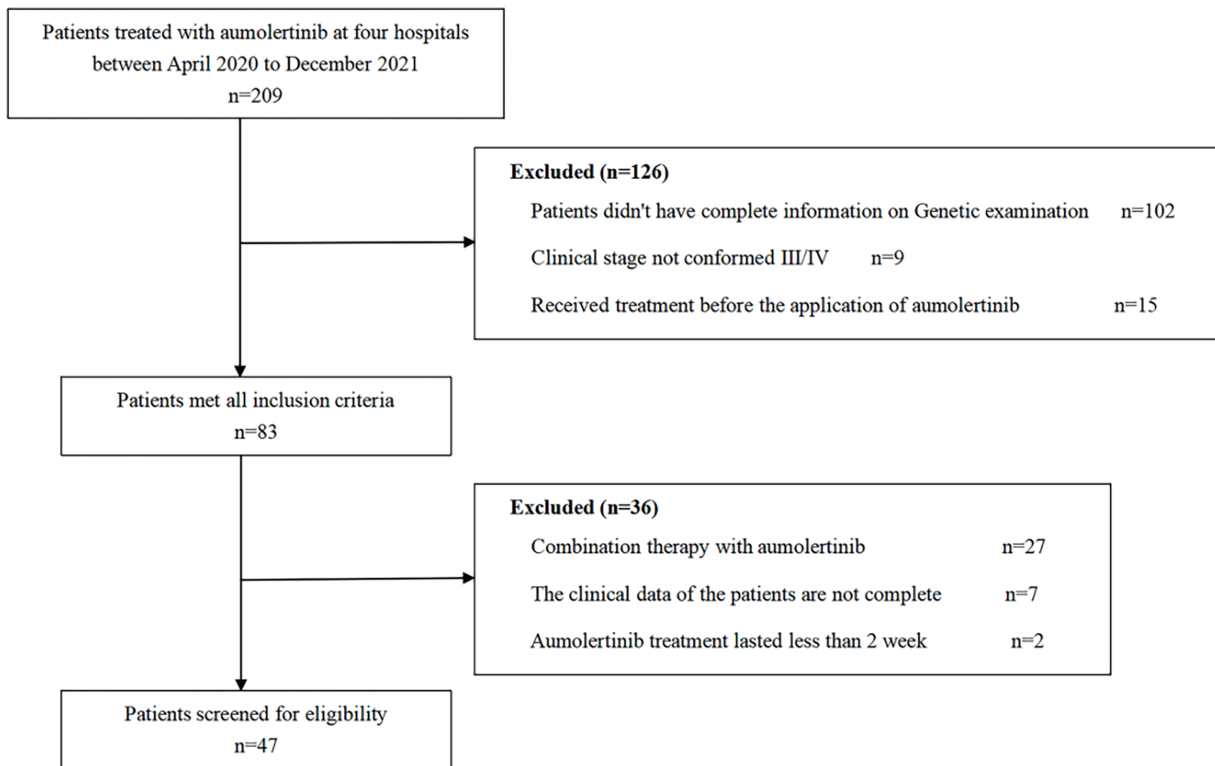 Patients treated with aumolertinib at four hospitals
between April 2020 to December 2021
n=209
Excluded (n=126)
Patients didn't have complete information on Genetic examination n=102
Clinical stage not conformed III/IV n=9
Received treatment before the application of aumolertinib n=15
Patients met all inclusion criteria
n=83
Excluded (n=36)
Combination therapy with aumolertinib n=27
The clinical data of the patients are not complete n=7
Aumolertinib treatment lasted less than 2 week n=2
Patients screened for eligibility
n=47